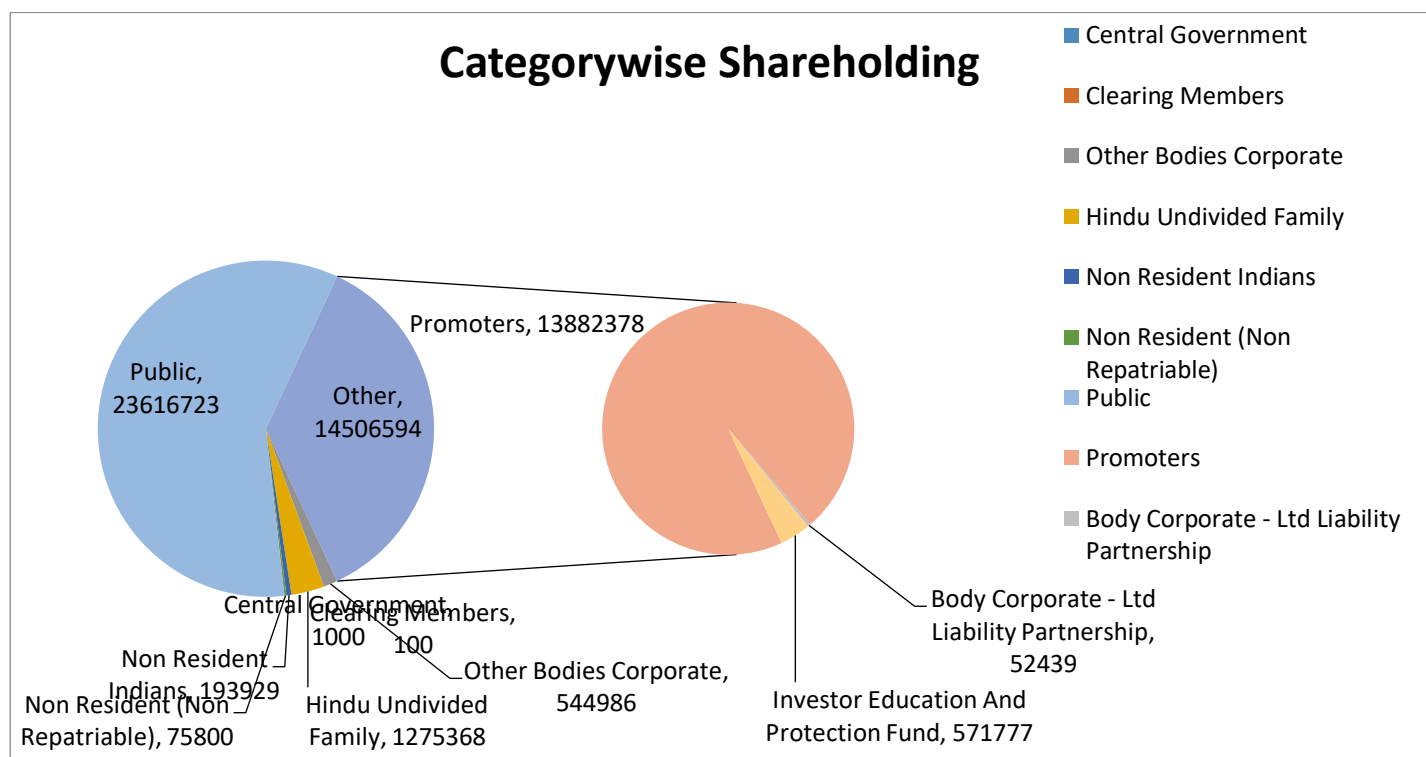 Categorywise Shareholding
Central Government
Clearing Members
Other Bodies Corporate
Hindu Undivided Family
Non Resident Indians
Non Resident (Non
Repatriable)
Public
Promoters
Body Corporate - Ltd Liability
Partnership
Promoters, 13882378
Public,
23616723
Other,
14506594
Central Government,
1000
Clearing Members,
100
Non Resident
Indians, 193929
Non Resident (Non
Repatriable), 75800
Hindu Undivided
Family, 1275368
Other Bodies Corporate,
544986
Body Corporate - Ltd
Liability Partnership,
52439
Investor Education And
Protection Fund, 571777